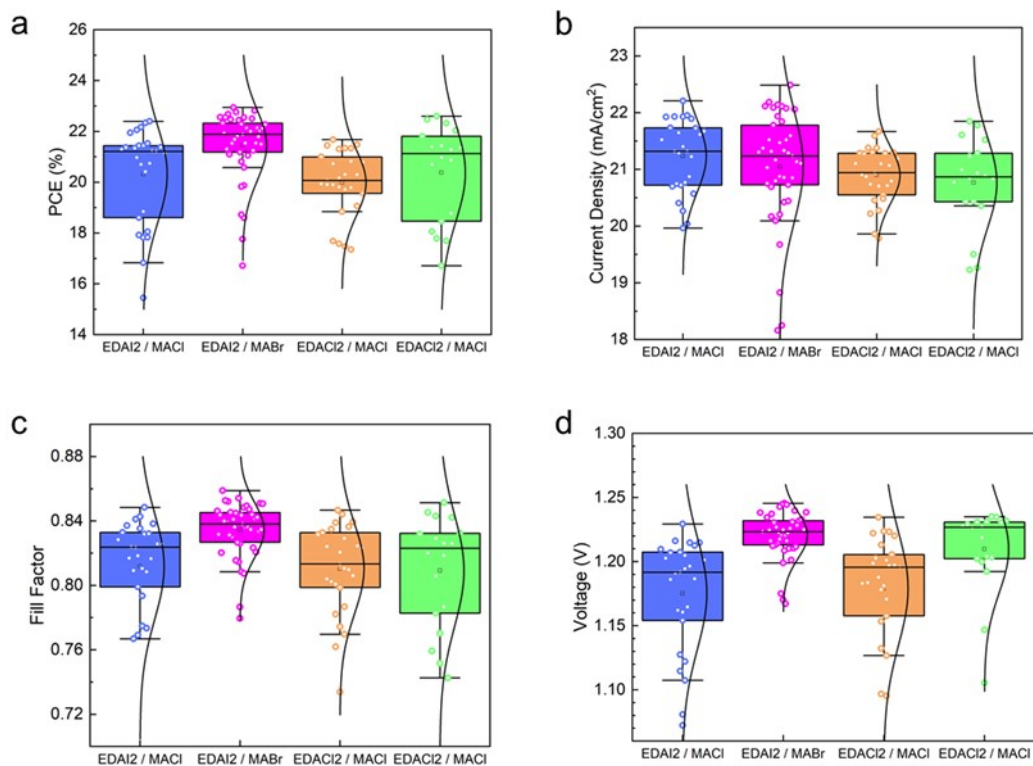 a
26
24
22
20
18
16
14
PCE (%)
EDAI2 / MACl
EDAI2 / MABr
EDACl2 / MACl
EDACl2 / MACl
b
23
22
21
20
19
18
Current Density (mA/cm²)
EDAI2 / MACl
EDAI2 / MABr
EDACl2 / MACl
EDACl2 / MACl
c
0.88
0.84
0.80
0.76
0.72
Fill Factor
EDAI2 / MACl
EDAI2 / MABr
EDACl2 / MACl
EDACl2 / MACl
d
1.30
1.25
1.20
1.15
1.10
Voltage (V)
EDAI2 / MACl
EDAI2 / MABr
EDACl2 / MACl
EDACl2 / MACl